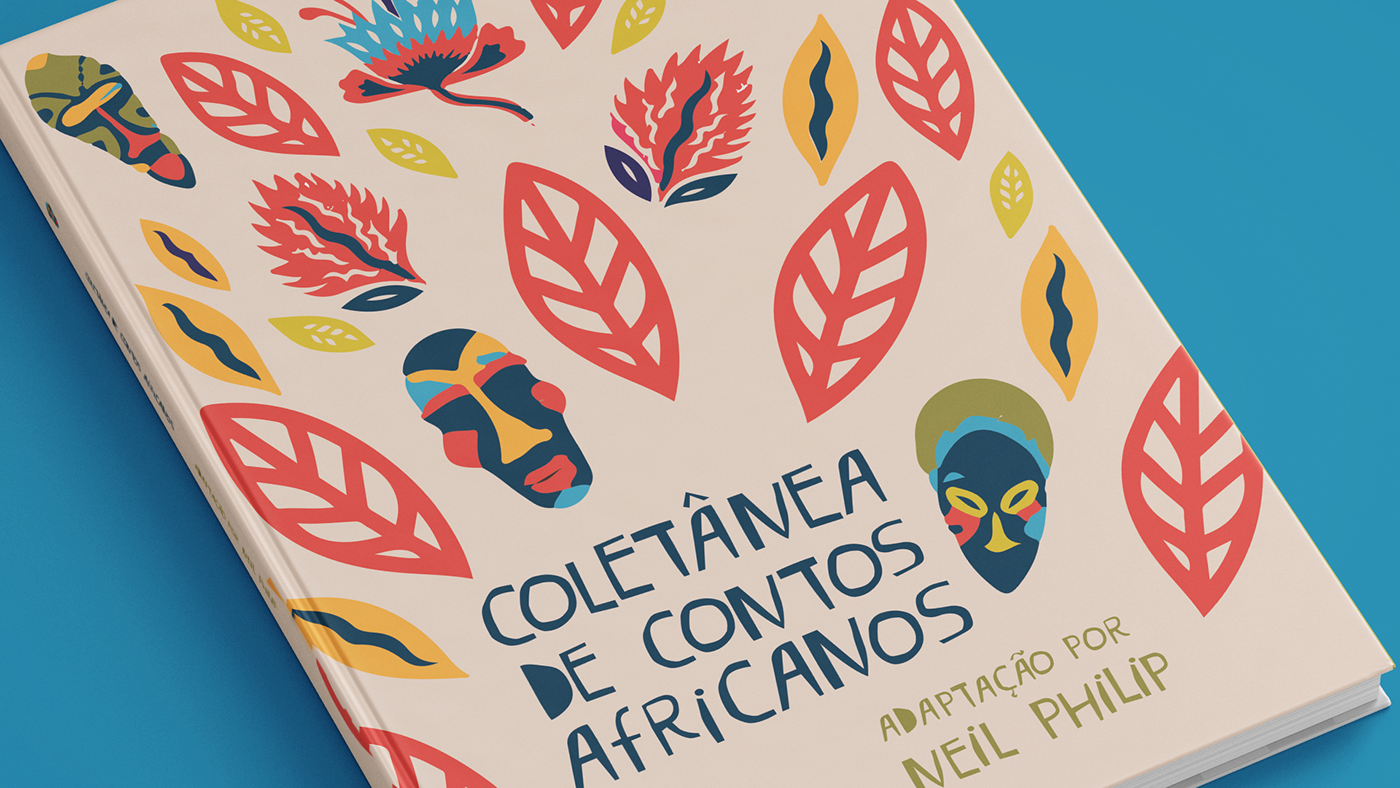 COLETÂNEA
DE CONTOS
AfRiCANOS
ADAPTAÇÃO POR
NEiL PHiLiP